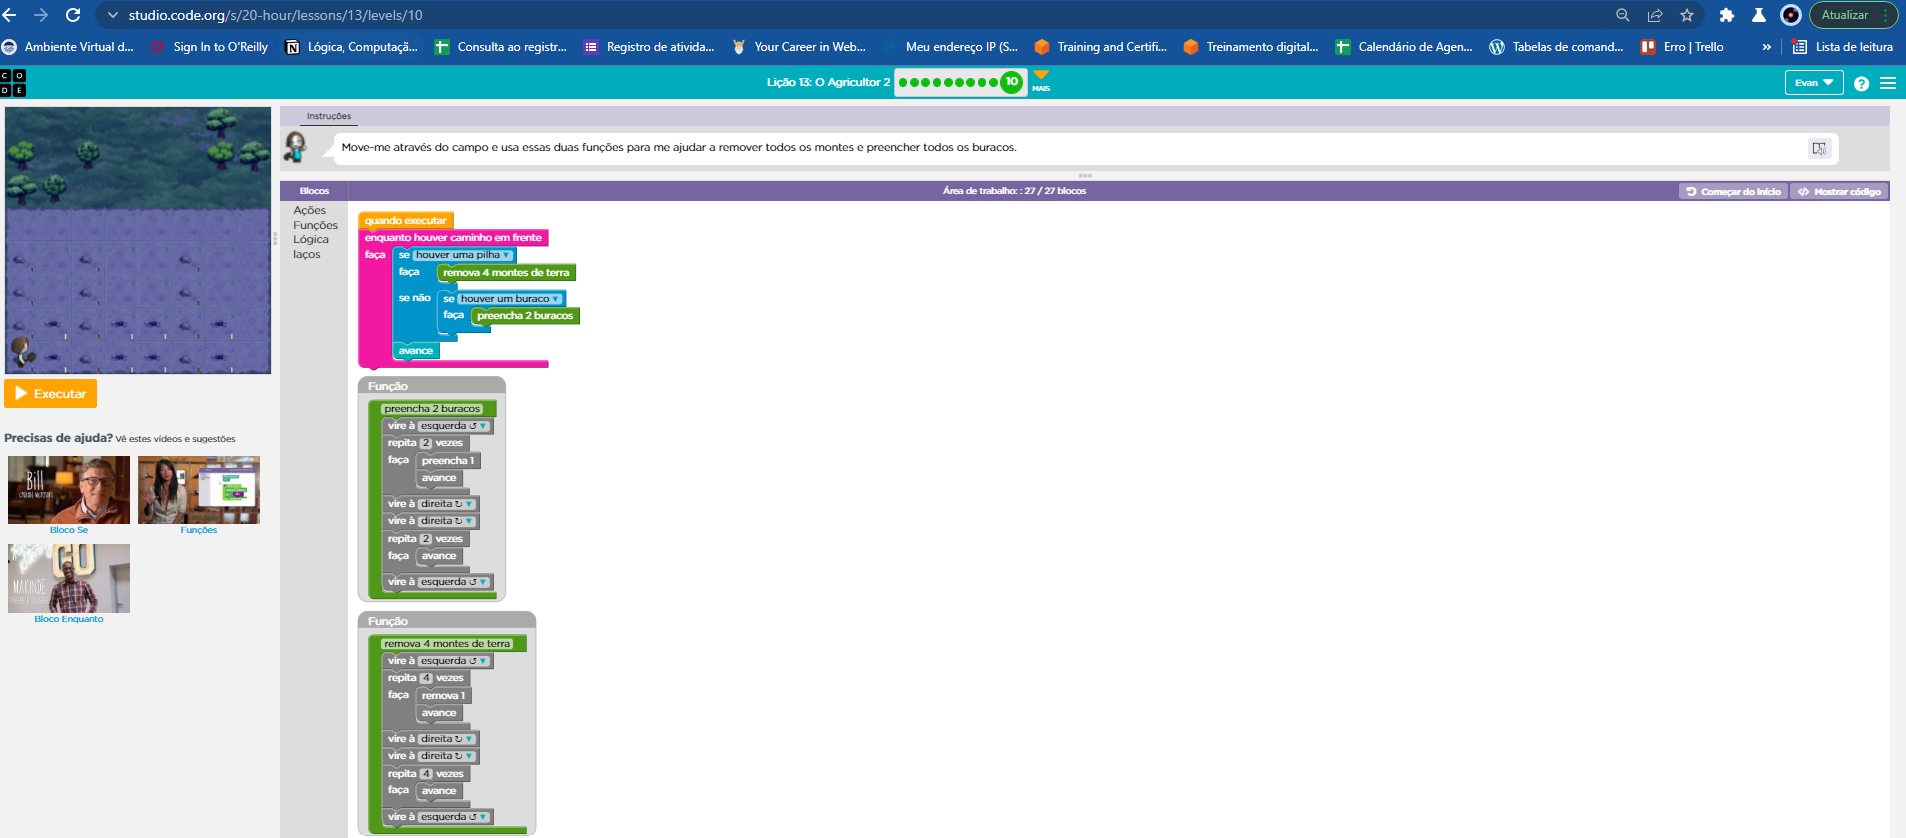 studio.code.org/s/20-hour/lessons/13/levels/10
Atualizar
Ambiente Virtual d...
Sign In to O'Reilly
Lógica, Computaçã...
Consulta ao registr...
Registro de ativida...
Your Career in Web...
Meu endereço IP (S...
Training and Certifi...
Treinamento digital...
Calendário de Agen...
Tabelas de comand...
Erro | Trello
»
Lista de leitura
C O
D E
Lição 13: O Agricultor 2
10
MAIS
Evan
?
Instruções
Move-me através do campo e usa essas duas funções para me ajudar a remover todos os montes e preencher todos os buracos.
Blocos
Área de trabalho: : 27 / 27 blocos
Começar do início
Mostrar código
Ações
Funções
Lógica
laços
quando executar
enquanto houver caminho em frente
faça
se houver uma pilha
faça
remova 4 montes de terra
se não
se houver um buraco
faça
preencha 2 buracos
avance
Função
preencha 2 buracos
vire à esquerda ↺
repita 2 vezes
faça
preencha 1
avance
vire à direita ↻
vire à direita ↻
repita 2 vezes
faça avance
vire à esquerda ↺
Função
remova 4 montes de terra
vire à esquerda ↺
repita 4 vezes
faça
remova 1
avance
vire à direita ↻
vire à direita ↻
repita 4 vezes
faça avance
vire à esquerda ↺
Executar
Precisas de ajuda? Vê estes vídeos e sugestões
Bill
Bloco Se
Funções
MAKINDE
Bloco Enquanto